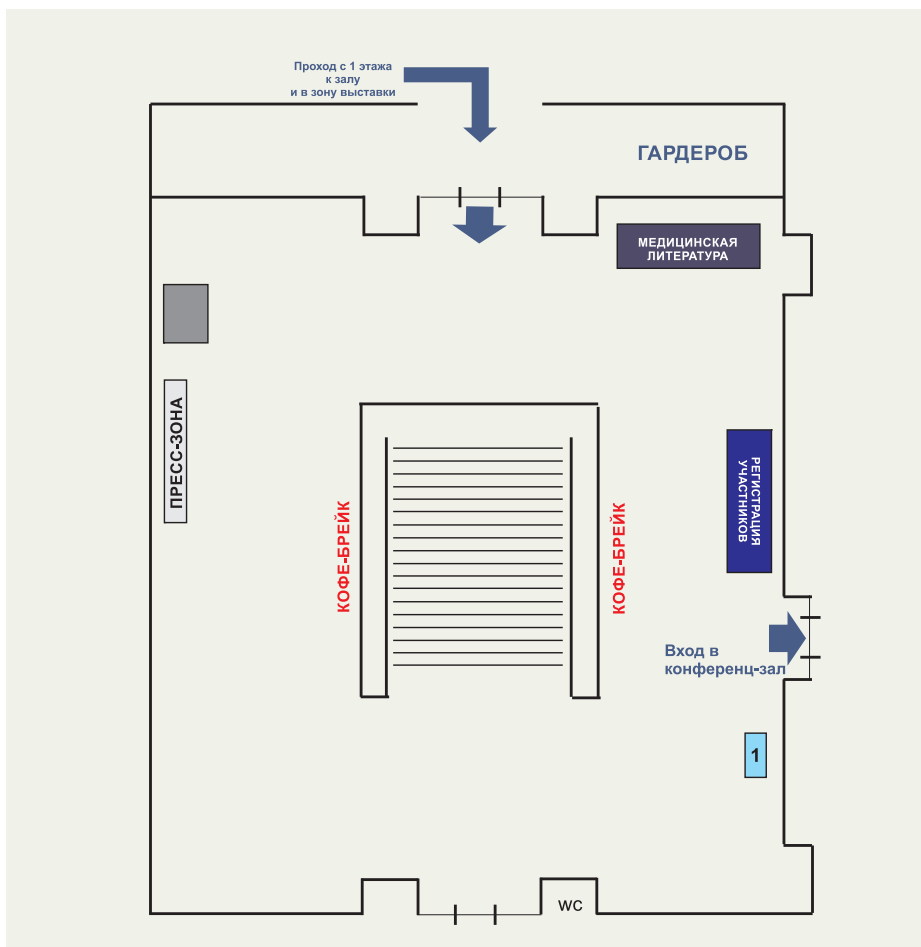 Проход с 1 этажа
к залу
и в зону выставки
ГАРДЕРОБ
МЕДИЦИНСКАЯ
ЛИТЕРАТУРА
ПРЕСС-ЗОНА
КОФЕ-БРЕЙК
КОФЕ-БРЕЙК
РЕГИСТРАЦИЯ
УЧАСТНИКОВ
Вход в
конференц-зал
1
WC